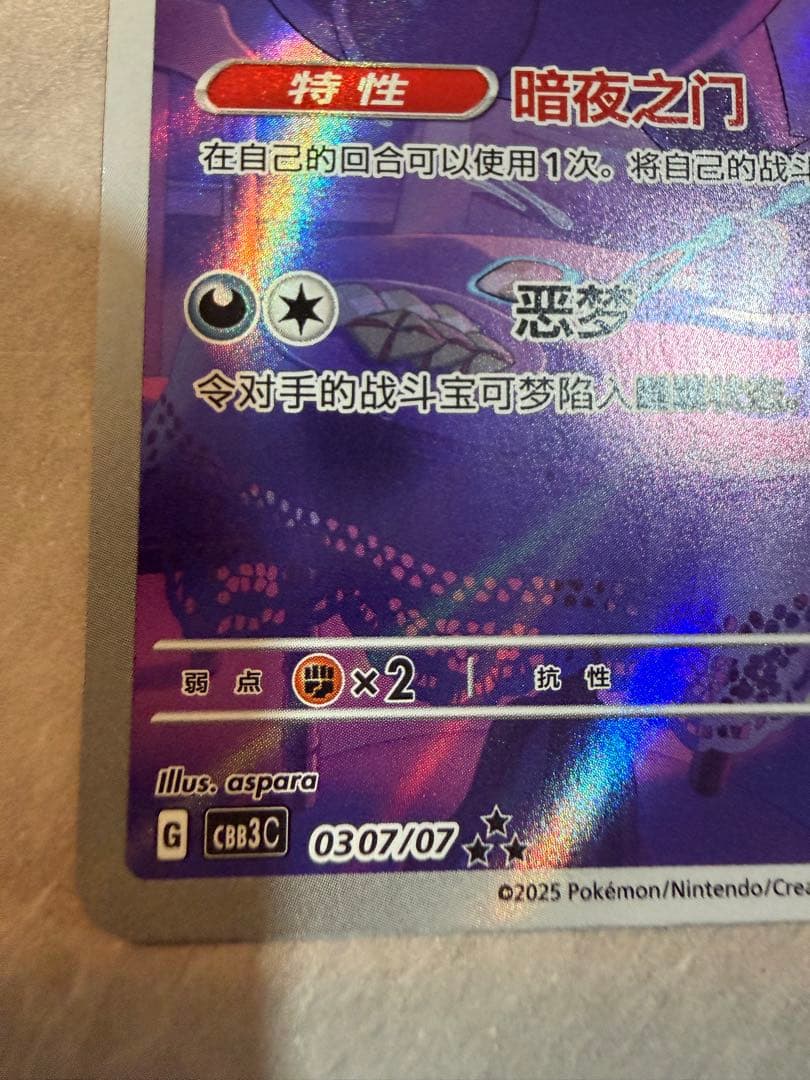 特性 暗夜之门
在自己的回合可以使用1次。将自己的战斗
恶梦
令对手的战斗宝可梦陷入
弱点 ×2 抗性
Illus. aspara
G CBB3C 0307/07
©2025 Pokémon/Nintendo/Crea